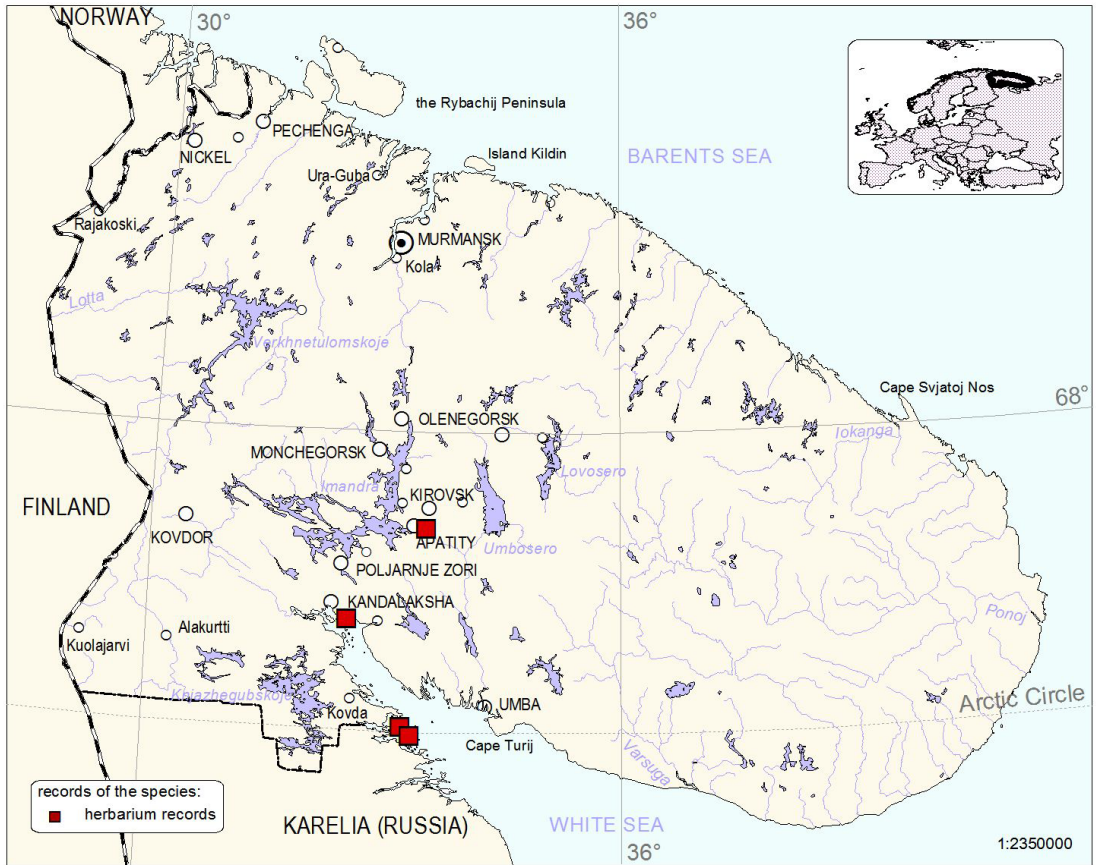 NORWAY
30°
36°
the Rybachij Peninsula
PECHENGA
NICKEL
Island Kildin
BARENTS SEA
Ura-Guba
Rajakoski
MURMANSK
Kola
Lotta
Verkhnetulomskoje
Cape Svjatoj Nos
68°
OLENEGORSK
Iokanga
MONCHEGORSK
Lovosero
Imandra
KIROVSK
FINLAND
KOVDOR
APATITY
Umbosero
POLJARNJE ZORI
KANDALAKSHA
Ponoj
Kuolajarvi
Alakurtti
Knjazhegubskoje
Arctic Circle
Kovda
UMBA
Cape Turij
Varsuga
records of the species:
herbarium records
KARELIA (RUSSIA)
WHITE SEA
36°
1:2350000